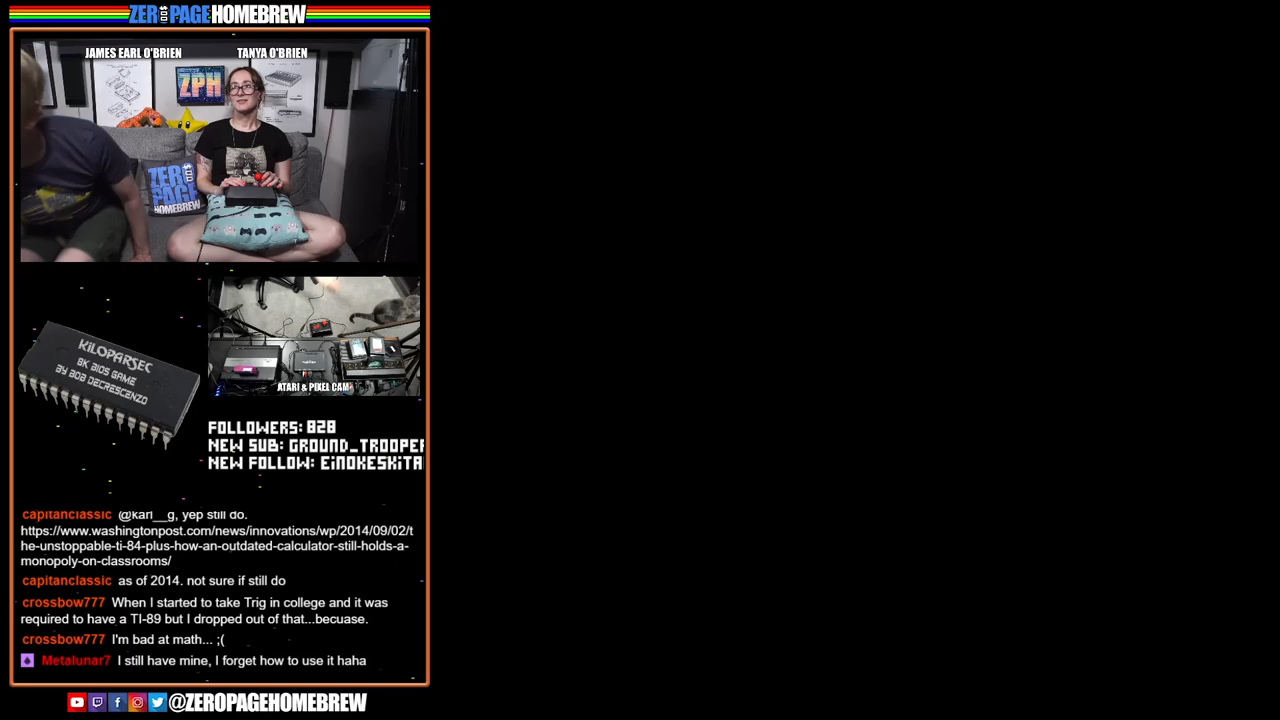 ZERO PAGE HOMEBREW
JAMES EARL O'BRIEN
TANYA O'BRIEN
ZPH
ZERO
PAGE
HOMEBREW
KILOPARSEC
8K BIOS GAME
BY BOB DECRESCENZO
ATARI & PIXEL CAM
FOLLOWERS: 828
NEW SUB: GROUND_TROOPER
NEW FOLLOW: EINOKESKITA
capitanclassic @karl__g, yep still do.
https://www.washingtonpost.com/news/innovations/wp/2014/09/02/t
he-unstoppable-ti-84-plus-how-an-outdated-calculator-still-holds-a-
monopoly-on-classrooms/
capitanclassic as of 2014. not sure if still do
crossbow777 When I started to take Trig in college and it was
required to have a TI-89 but I dropped out of that...becuase.
crossbow777 I'm bad at math... ;(
Metalunar7 I still have mine, I forget how to use it haha
@ZEROPAGEHOMEBREW